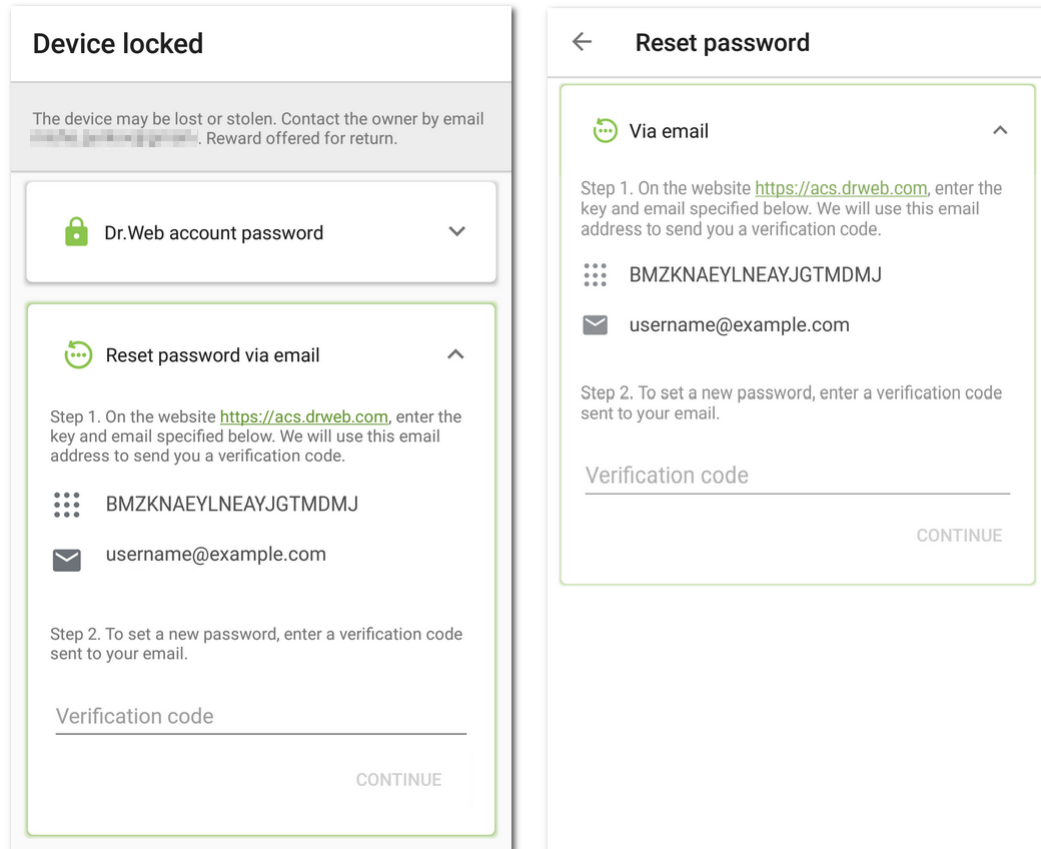 Device locked
The device may be lost or stolen. Contact the owner by email
. Reward offered for return.
Dr.Web account password
Reset password via email
Step 1. On the website https://acs.drweb.com, enter the
key and email specified below. We will use this email
address to send you a verification code.
BMZKNAEYLNEAYJGTMDMJ
username@example.com
Step 2. To set a new password, enter a verification code
sent to your email.
Verification code
CONTINUE
Reset password
Via email
Step 1. On the website https://acs.drweb.com, enter the
key and email specified below. We will use this email
address to send you a verification code.
BMZKNAEYLNEAYJGTMDMJ
username@example.com
Step 2. To set a new password, enter a verification code
sent to your email.
Verification code
CONTINUE